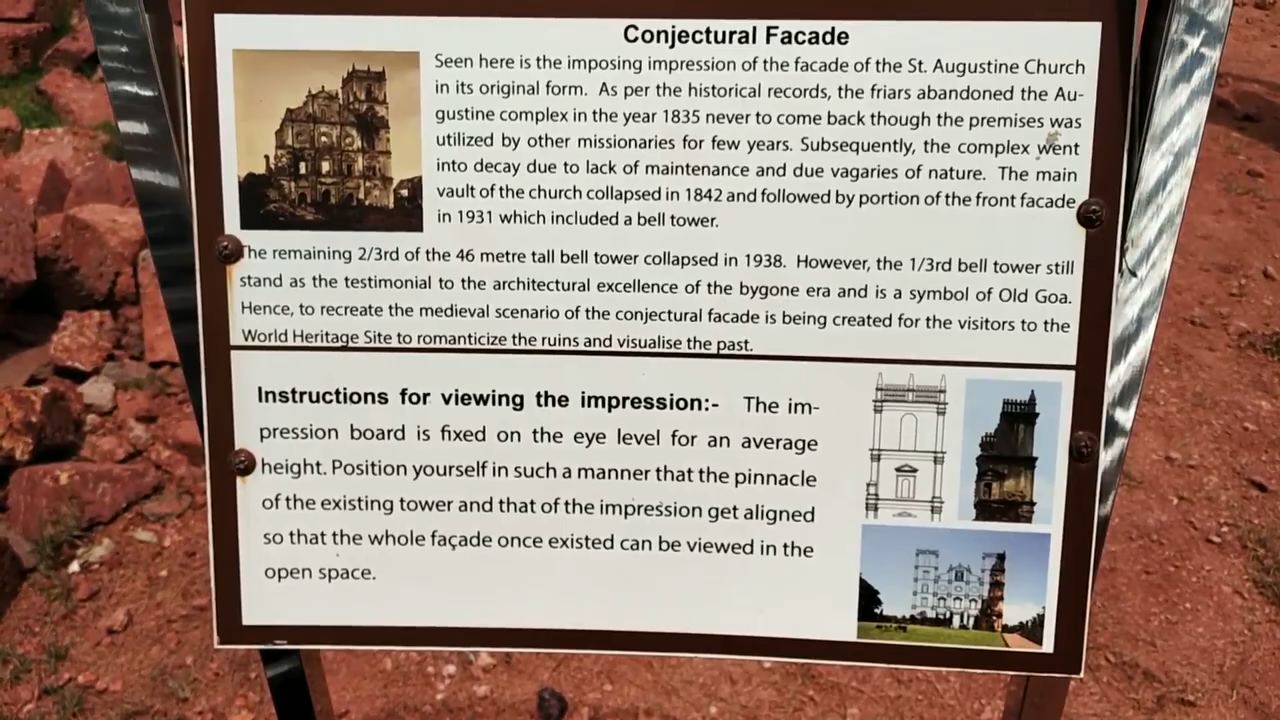 Conjectural Facade
Seen here is the imposing impression of the facade of the St. Augustine Church
in its original form. As per the historical records, the friars abandoned the Au-
gustine complex in the year 1835 never to come back though the premises was
utilized by other missionaries for few years. Subsequently, the complex went
into decay due to lack of maintenance and due vagaries of nature. The main
vault of the church collapsed in 1842 and followed by portion of the front facade
in 1931 which included a bell tower.
The remaining 2/3rd of the 46 metre tall bell tower collapsed in 1938. However, the 1/3rd bell tower still
stand as the testimonial to the architectural excellence of the bygone era and is a symbol of Old Goa.
Hence, to recreate the medieval scenario of the conjectural facade is being created for the visitors to the
World Heritage Site to romanticize the ruins and visualise the past.
Instructions for viewing the impression:- The im-
pression board is fixed on the eye level for an average
height. Position yourself in such a manner that the pinnacle
of the existing tower and that of the impression get aligned
so that the whole façade once existed can be viewed in the
open space.